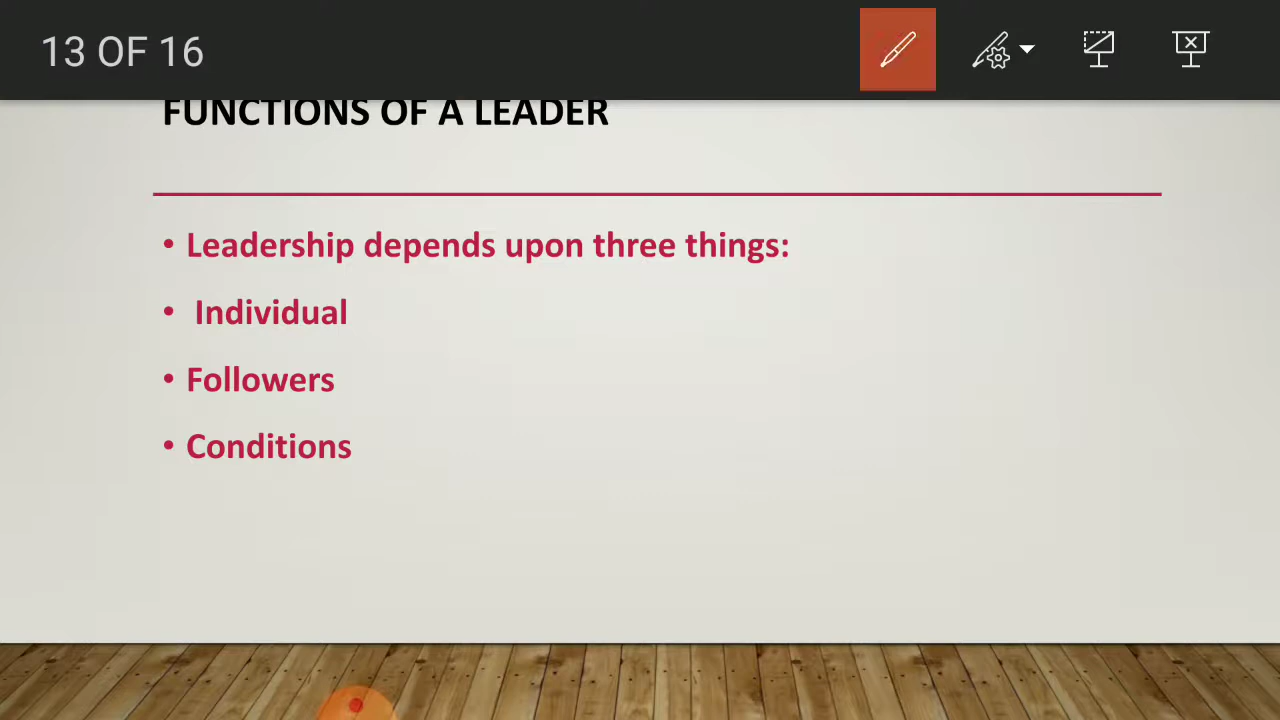 13 OF 16
FUNCTIONS OF A LEADER
• Leadership depends upon three things:
• Individual
• Followers
• Conditions